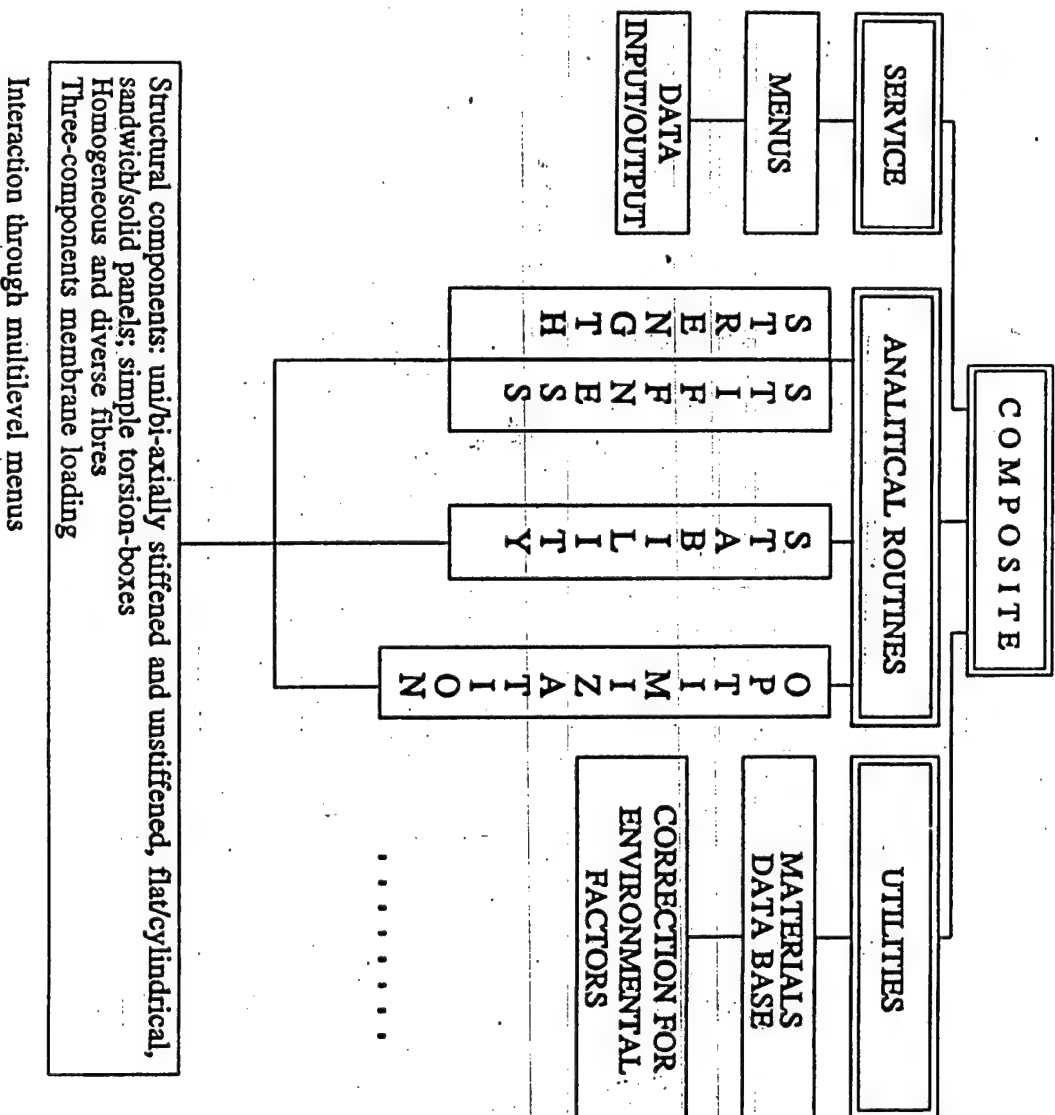 COMPOSITE
SERVICE
ANALITICAL ROUTINES
UTILITIES
MENUS
DATA
INPUT/OUTPUT
STRENGTH
STIFFNESS
STABILITY
OPTIMIZATION
MATERIALS
DATA BASE
CORRECTION FOR
ENVIRONMENTAL
FACTORS
. . . . . . . .
Structural components: uni/bi-axially stiffened and unstiffened, flat/cylindrical,
sandwich/solid panels; simple torsion-boxes
Homogeneous and diverse fibres
Three-components membrane loading
Interaction through multilevel menus